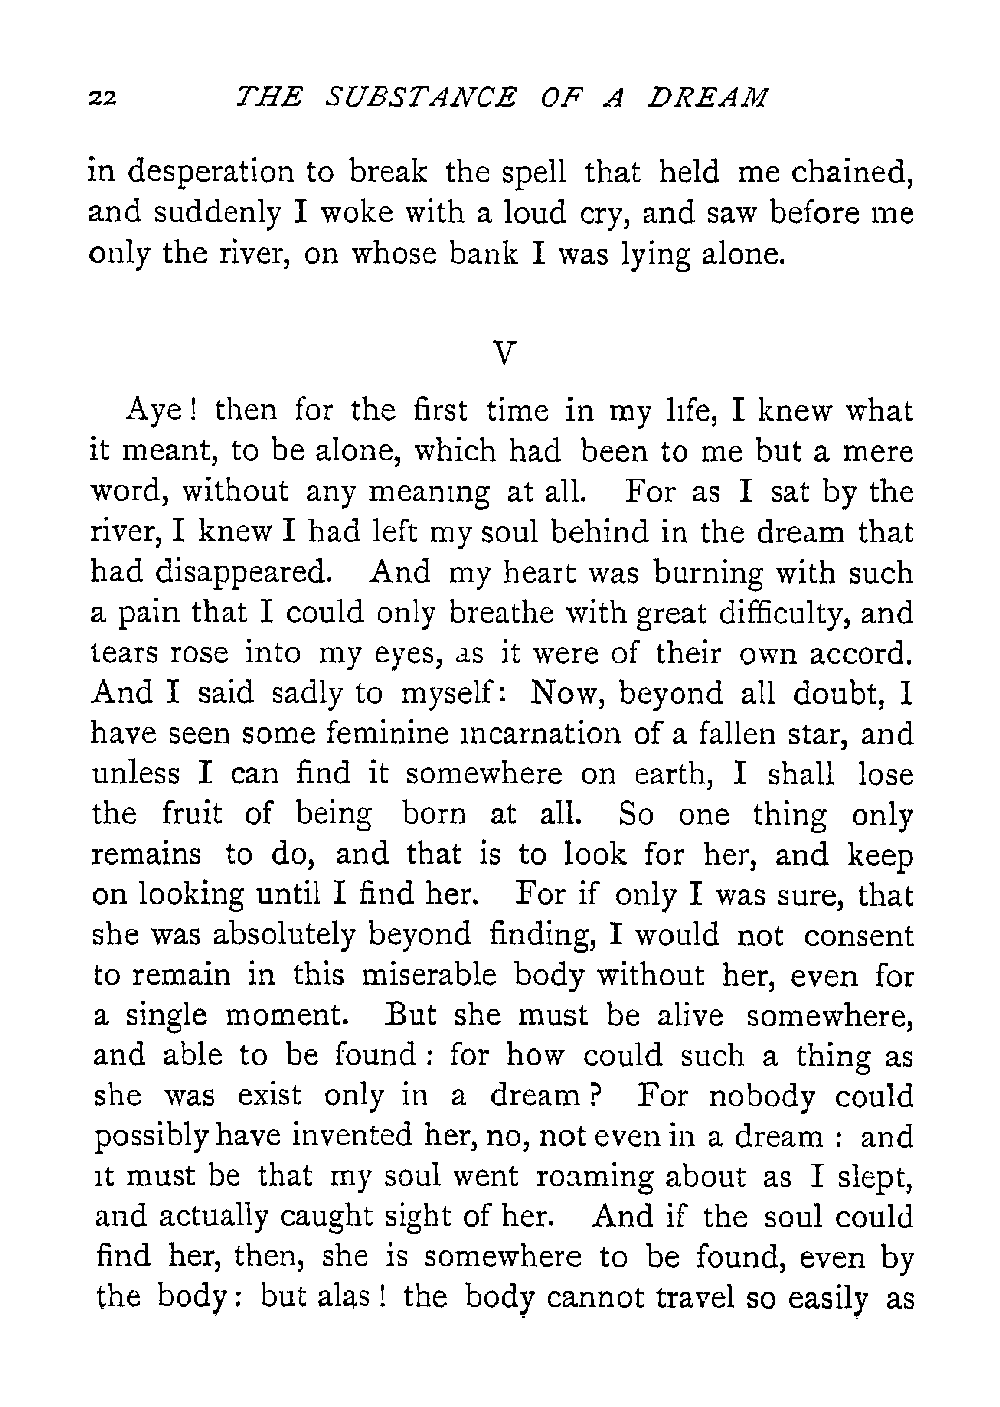 22 THE SUBSTANCE OF A DREAM
in desperation to break the spell that held me chained,
and suddenly I woke with a loud cry, and saw before me
only the river, on whose bank I was lying alone.
V
Aye! then for the first time in my life, I knew what
it meant, to be alone, which had been to me but a mere
word, without any meaning at all. For as I sat by the
river, I knew I had left my soul behind in the dream that
had disappeared. And my heart was burning with such
a pain that I could only breathe with great difficulty, and
tears rose into my eyes, as it were of their own accord.
And I said sadly to myself: Now, beyond all doubt, I
have seen some feminine incarnation of a fallen star, and
unless I can find it somewhere on earth, I shall lose
the fruit of being born at all. So one thing only
remains to do, and that is to look for her, and keep
on looking until I find her. For if only I was sure, that
she was absolutely beyond finding, I would not consent
to remain in this miserable body without her, even for
a single moment. But she must be alive somewhere,
and able to be found: for how could such a thing as
she was exist only in a dream? For nobody could
possibly have invented her, no, not even in a dream: and
it must be that my soul went roaming about as I slept,
and actually caught sight of her. And if the soul could
find her, then, she is somewhere to be found, even by
the body: but alas! the body cannot travel so easily as